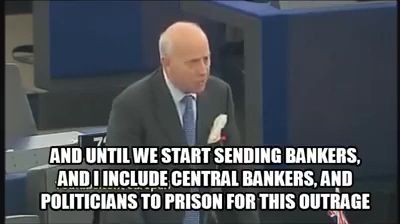 AND UNTIL WE START SENDING BANKERS,
AND I INCLUDE CENTRAL BANKERS, AND
POLITICIANS TO PRISON FOR THIS OUTRAGE